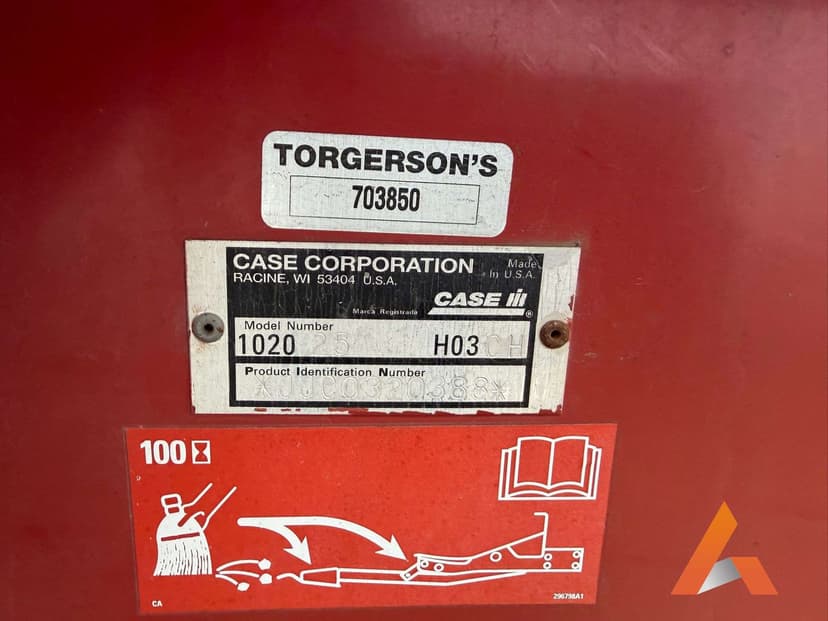 TORGERSON'S
703850
CASE CORPORATION
RACINE, WI 53404 U.S.A.
Made
In U.S.A.
CASE IH
®
Marca Registrada
Model Number
1020 H03
Product Identification Number
100
CA
296798A1